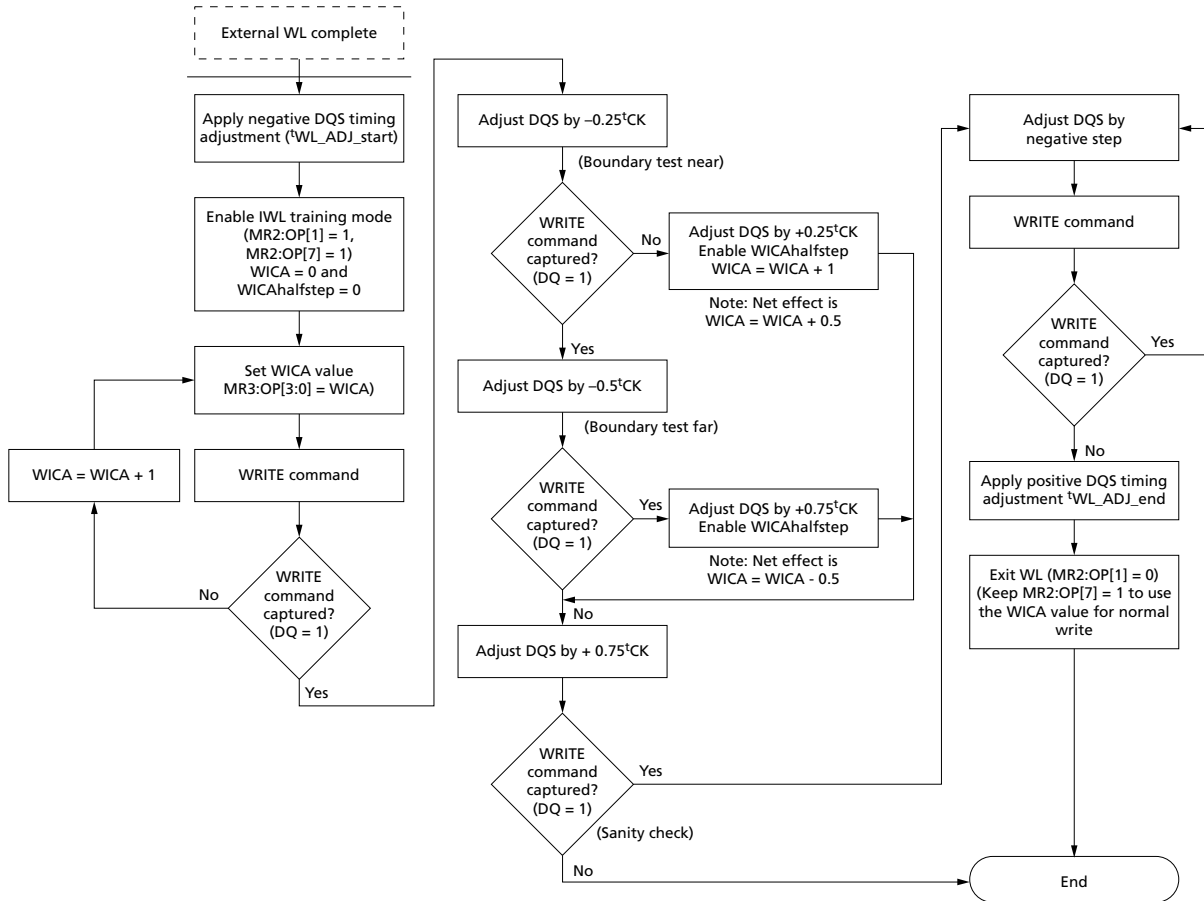 External WL complete
Apply negative DQS timing
adjustment (ᵗWL_ADJ_start)
Enable IWL training mode
(MR2:OP[1] = 1,
MR2:OP[7] = 1)
WICA = 0 and
WICAhalfstep = 0
Set WICA value
MR3:OP[3:0] = WICA)
WICA = WICA + 1
WRITE command
WRITE
command
captured?
(DQ = 1)
No
Yes
Adjust DQS by –0.25ᵗCK
(Boundary test near)
WRITE
command
captured?
(DQ = 1)
No
Adjust DQS by +0.25ᵗCK
Enable WICAhalfstep
WICA = WICA + 1
Note: Net effect is
WICA = WICA + 0.5
Yes
Adjust DQS by –0.5ᵗCK
(Boundary test far)
WRITE
command
captured?
(DQ = 1)
Yes
Adjust DQS by +0.75ᵗCK
Enable WICAhalfstep
Note: Net effect is
WICA = WICA - 0.5
No
Adjust DQS by + 0.75ᵗCK
WRITE
command
captured?
(DQ = 1)
Yes
(Sanity check)
No
Adjust DQS by
negative step
WRITE command
WRITE
command
captured?
(DQ = 1)
Yes
No
Apply positive DQS timing
adjustment ᵗWL_ADJ_end
Exit WL (MR2:OP[1] = 0)
(Keep MR2:OP[7] = 1 to use
the WICA value for normal
write
End